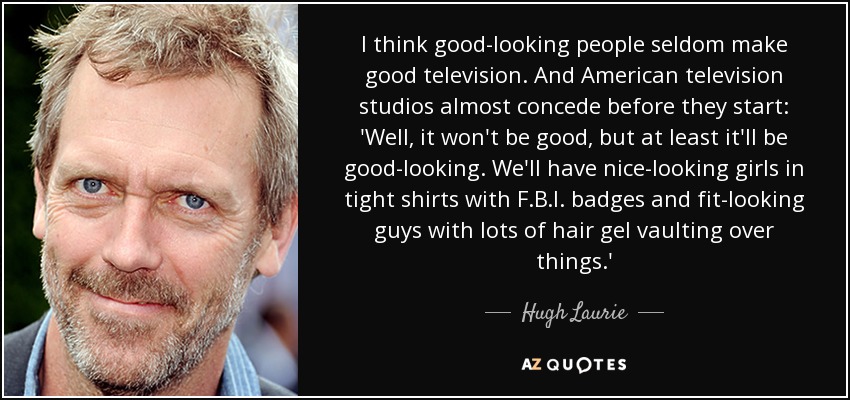 I think good-looking people seldom make
good television. And American television
studios almost concede before they start:
'Well, it won't be good, but at least it'll be
good-looking. We'll have nice-looking girls in
tight shirts with F.B.I. badges and fit-looking
guys with lots of hair gel vaulting over
things.'
Hugh Laurie
AZ QUOTES